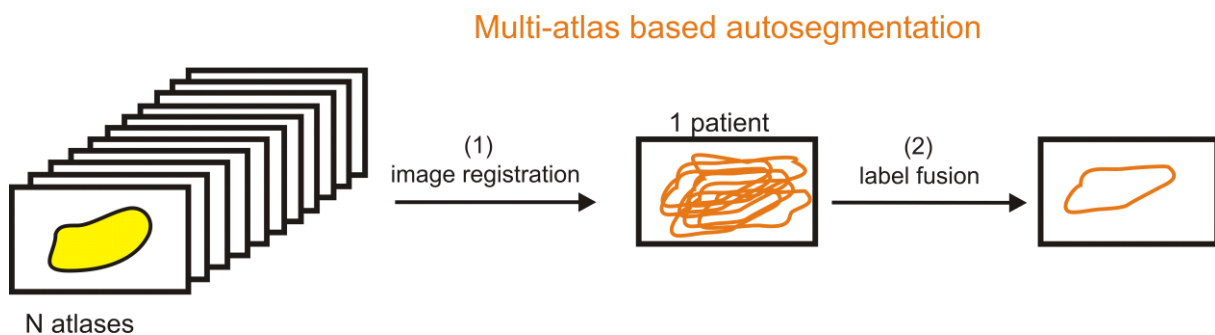 Multi-atlas based autosegmentation
1 patient
(1)
image registration
(2)
label fusion
N atlases